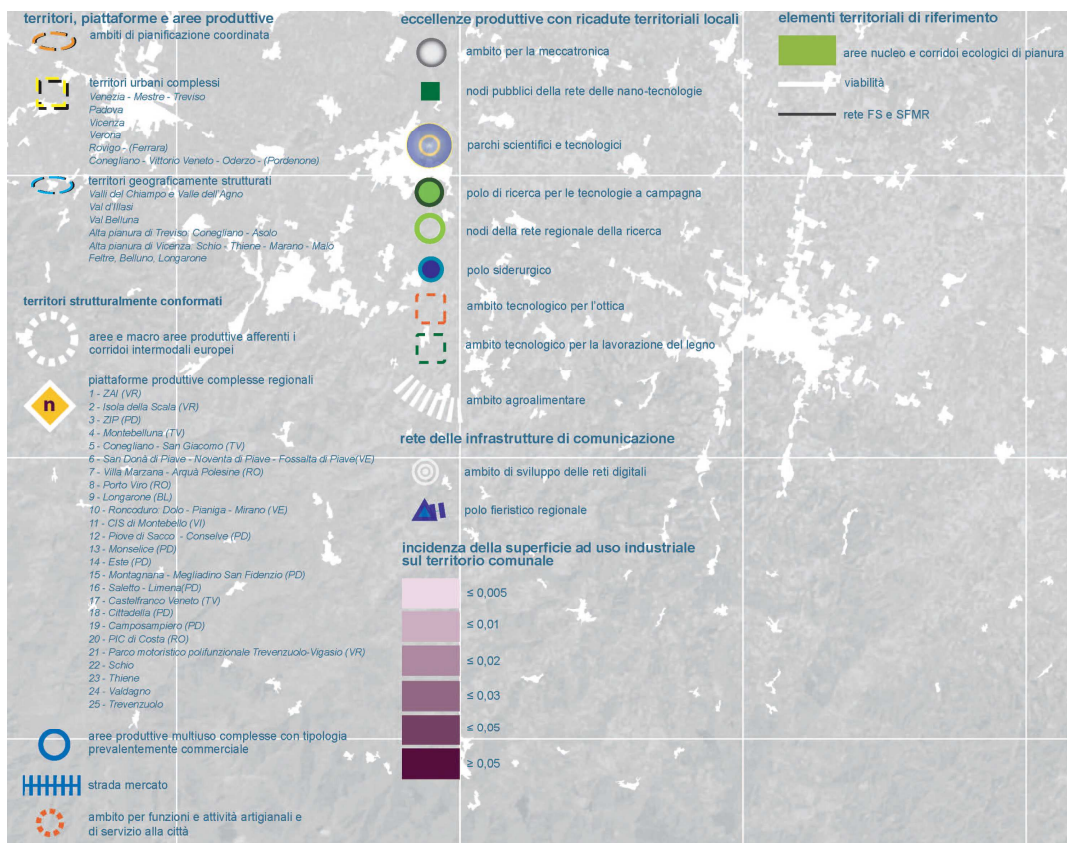 territori, piattaforme e aree produttive
ambiti di pianificazione coordinata
territori urbani complessi
Venezia - Mestre - Treviso
Padova
Vicenza
Verona
Rovigo - (Ferrara)
Conegliano - Vittorio Veneto - Oderzo - (Pordenone)
territori geograficamente strutturati
Valli del Chiampo e Valle dell'Agno
Val d'Illasi
Val Belluna
Alta pianura di Treviso: Conegliano - Asolo
Alta pianura di Vicenza: Schio - Thiene - Marano - Malo
Feltre, Belluno, Longarone
territori strutturalmente conformati
aree e macro aree produttive afferenti i
corridoi intermodali europei
piattaforme produttive complesse regionali
n
1 - ZAI (VR)
2 - Isola della Scala (VR)
3 - ZIP (PD)
4 - Montebelluna (TV)
5 - Conegliano - San Giacomo (TV)
6 - San Donà di Piave - Noventa di Piave - Fossalta di Piave(VE)
7 - Villa Marzana - Arquà Polesine (RO)
8 - Porto Viro (RO)
9 - Longarone (BL)
10 - Roncoduro: Dolo - Pianiga - Mirano (VE)
11 - CIS di Montebello (VI)
12 - Piove di Sacco - Conselve (PD)
13 - Monselice (PD)
14 - Este (PD)
15 - Montagnana - Megliadino San Fidenzio (PD)
16 - Saletto - Limena(PD)
17 - Castelfranco Veneto (TV)
18 - Cittadella (PD)
19 - Camposampiero (PD)
20 - PIC di Costa (RO)
21 - Parco motoristico polifunzionale Trevenzuolo-Vigasio (VR)
22 - Schio
23 - Thiene
24 - Valdagno
25 - Trevenzuolo
aree produttive multiuso complesse con tipologia
prevalentemente commerciale
strada mercato
ambito per funzioni e attività artigianali e
di servizio alla città
eccellenze produttive con ricadute territoriali locali
ambito per la meccatronica
nodi pubblici della rete delle nano-tecnologie
parchi scientifici e tecnologici
polo di ricerca per le tecnologie a campagna
nodi della rete regionale della ricerca
polo siderurgico
ambito tecnologico per l'ottica
ambito tecnologico per la lavorazione del legno
ambito agroalimentare
rete delle infrastrutture di comunicazione
ambito di sviluppo delle reti digitali
polo fieristico regionale
incidenza della superficie ad uso industriale
sul territorio comunale
≤ 0,005
≤ 0,01
≤ 0,02
≤ 0,03
≤ 0,05
≥ 0,05
elementi territoriali di riferimento
aree nucleo e corridoi ecologici di pianura
viabilità
rete FS e SFMR